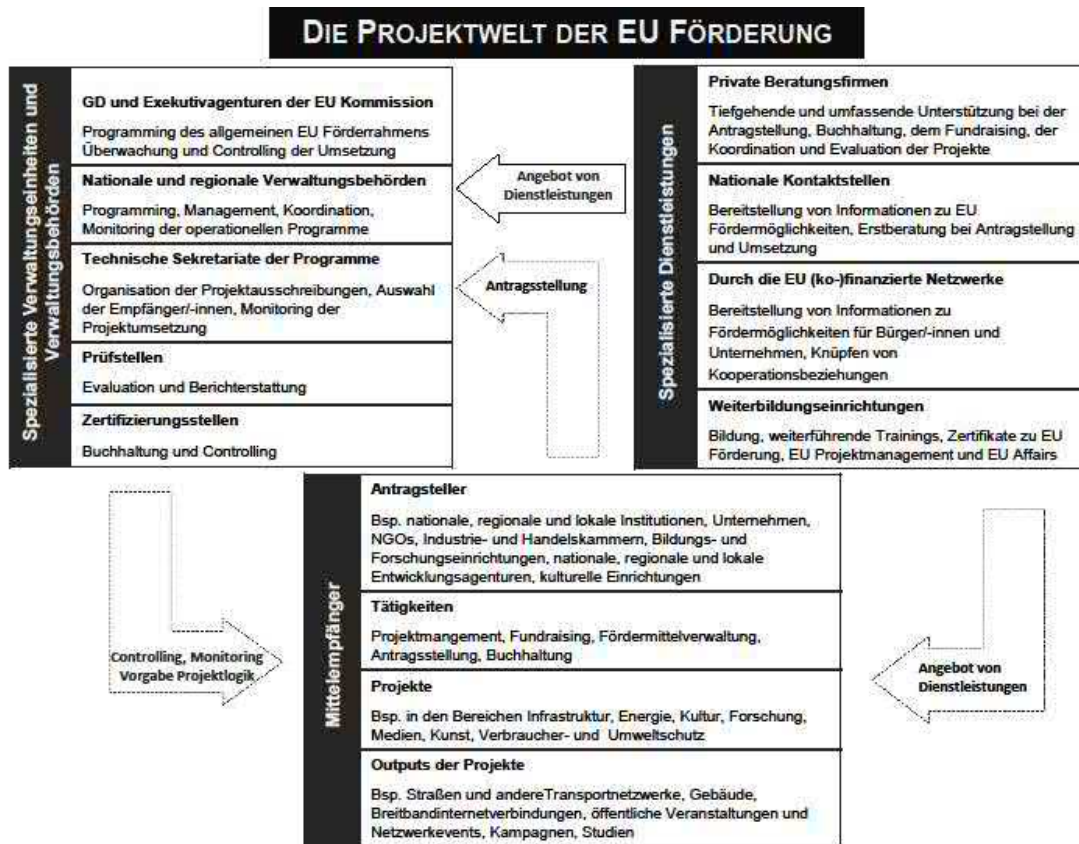 DIE PROJEKTWELT DER EU FÖRDERUNG
Spezialisierte Verwaltungseinheiten und
Verwaltungsbehörden
GD und Exekutivagenturen der EU Kommission
Programming des allgemeinen EU Förderrahmens
Überwachung und Controlling der Umsetzung
Nationale und regionale Verwaltungsbehörden
Programming, Management, Koordination,
Monitoring der operationellen Programme
Technische Sekretariate der Programme
Organisation der Projektausschreibungen, Auswahl
der Empfänger/-innen, Monitoring der
Projektumsetzung
Prüfstellen
Evaluation und Berichterstattung
Zertifizierungsstellen
Buchhaltung und Controlling
Angebot von
Dienstleistungen
Antragsstellung
Spezialisierte Dienstleistungen
Private Beratungsfirmen
Tiefgehende und umfassende Unterstützung bei der
Antragstellung, Buchhaltung, dem Fundraising, der
Koordination und Evaluation der Projekte
Nationale Kontaktstellen
Bereitstellung von Informationen zu EU
Fördermöglichkeiten, Erstberatung bei Antragstellung
und Umsetzung
Durch die EU (ko-)finanzierte Netzwerke
Bereitstellung von Informationen zu
Fördermöglichkeiten für Bürger/-innen und
Unternehmen, Knüpfen von
Kooperationsbeziehungen
Weiterbildungseinrichtungen
Bildung, weiterführende Trainings, Zertifikate zu EU
Förderung, EU Projektmanagement und EU Affairs
Controlling, Monitoring
Vorgabe Projektlogik
Mittelempfänger
Antragsteller
Bsp. nationale, regionale und lokale Institutionen, Unternehmen,
NGOs, Industrie- und Handelskammern, Bildungs- und
Forschungseinrichtungen, nationale, regionale und lokale
Entwicklungsagenturen, kulturelle Einrichtungen
Tätigkeiten
Projektmangement, Fundraising, Fördermittelverwaltung,
Antragsstellung, Buchhaltung
Projekte
Bsp. in den Bereichen Infrastruktur, Energie, Kultur, Forschung,
Medien, Kunst, Verbraucher- und Umweltschutz
Outputs der Projekte
Bsp. Straßen und andereTransportnetzwerke, Gebäude,
Breitbandinternetverbindungen, öffentliche Veranstaltungen und
Netzwerkevents, Kampagnen, Studien
Angebot von
Dienstleistungen